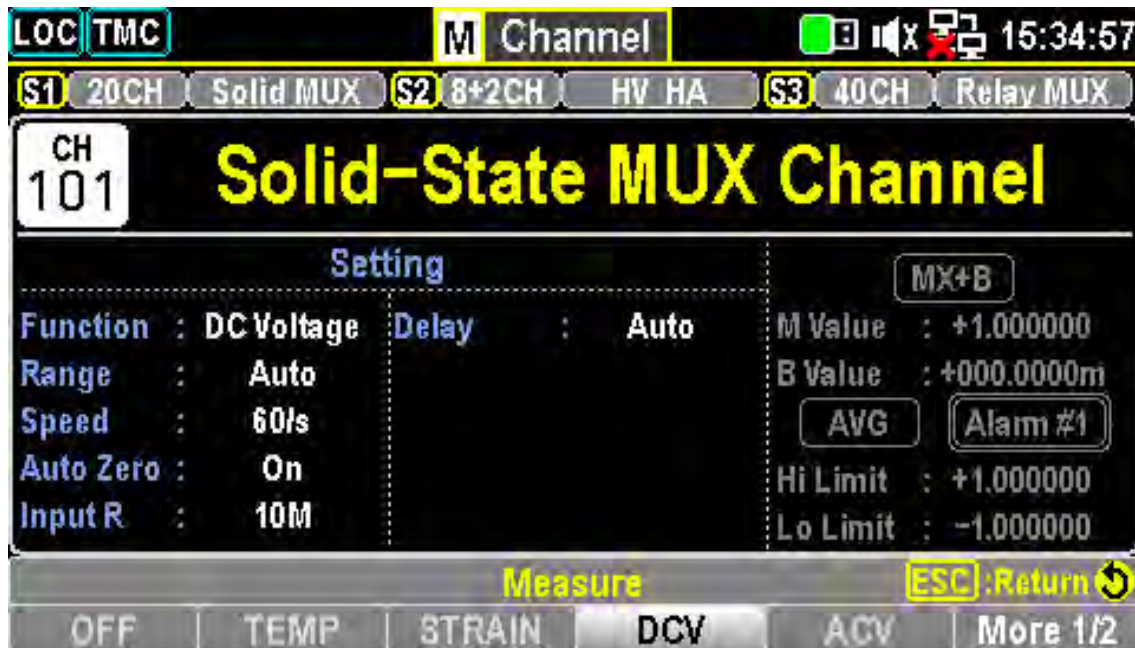 LOC TMC M Channel X 15:34:57
S1 20CH Solid MUX S2 8+2CH HV HA S3 40CH Relay MUX
CH
101
Solid-State MUX Channel
Setting
Function : DC Voltage
Range : Auto
Speed : 60/s
Auto Zero : On
Input R : 10M
Delay : Auto
MX+B
M Value : +1.000000
B Value : +000.0000m
AVG Alarm #1
Hi Limit : +1.000000
Lo Limit : -1.000000
Measure ESC :Return
OFF TEMP STRAIN DCV ACV More 1/2